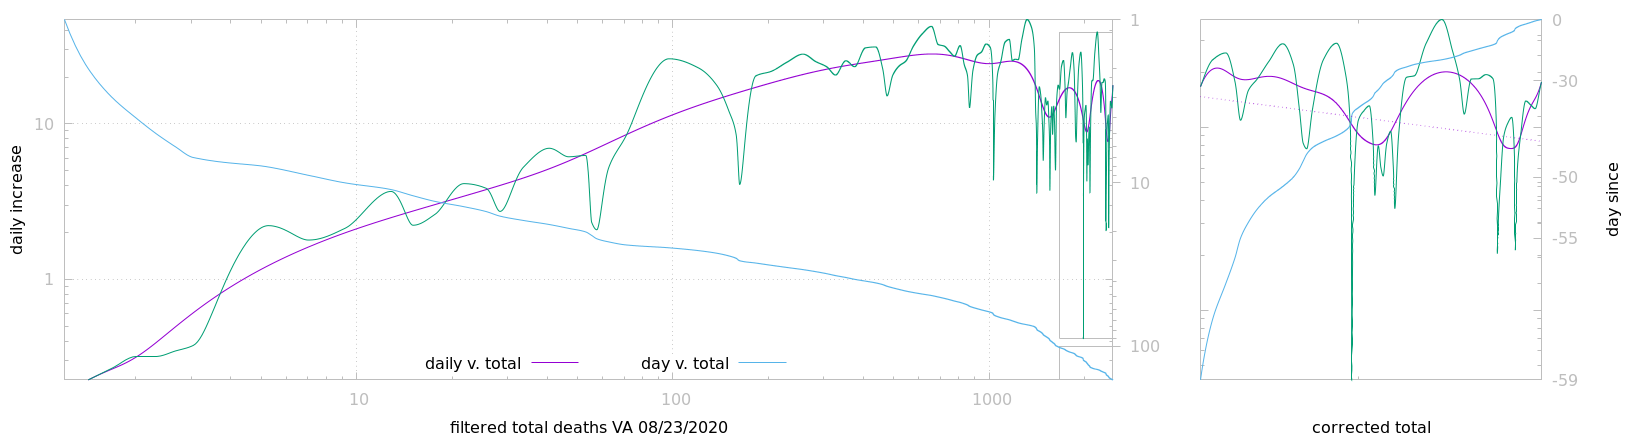 daily increase
10
1
daily v. total
day v. total
10
100
1000
filtered total deaths VA 08/23/2020
1
10
100
0
-30
-50
-55
-59
day since
corrected total